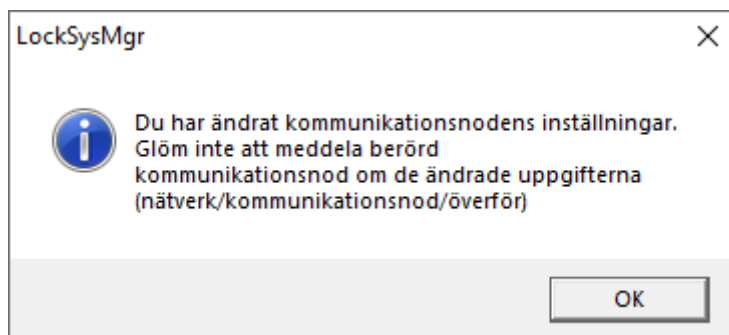 LockSysMgr
Du har ändrat kommunikationsnodens inställningar.
Glöm inte att meddela berörd
kommunikationsnod om de ändrade uppgifterna
(nätverk/kommunikationsnod/överför)
OK